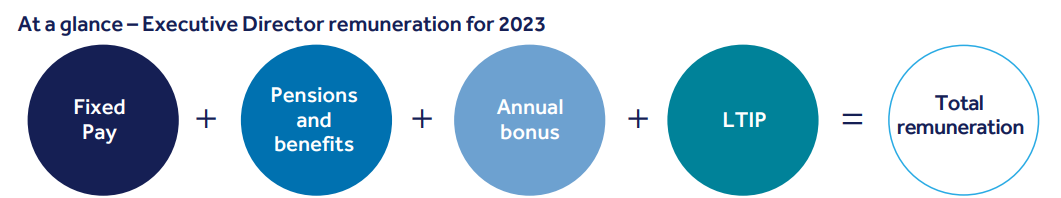 At a glance – Executive Director remuneration for 2023
Fixed
Pay
+
Pensions
and
benefits
+
Annual
bonus
+
LTIP
=
Total
remuneration